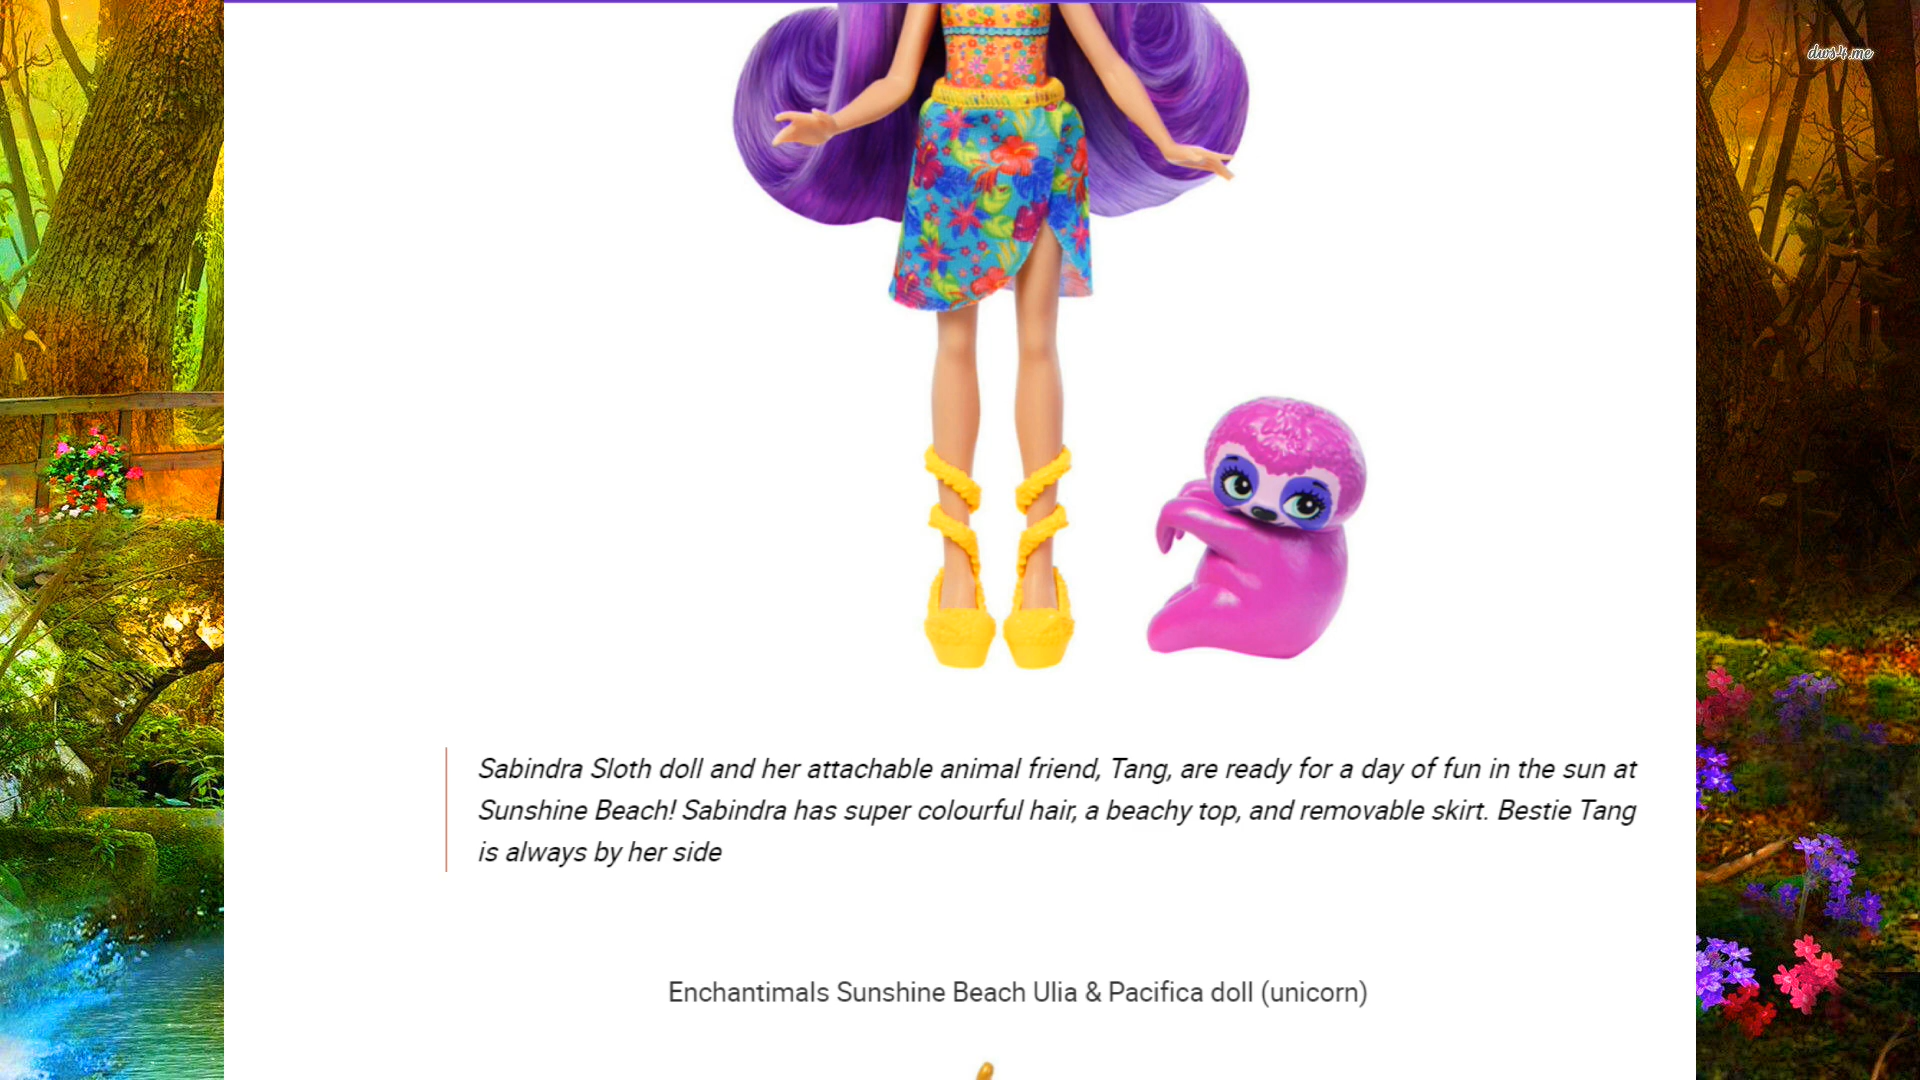 dws4.me
Sabindra Sloth doll and her attachable animal friend, Tang, are ready for a day of fun in the sun at
Sunshine Beach! Sabindra has super colourful hair, a beachy top, and removable skirt. Bestie Tang
is always by her side
Enchantimals Sunshine Beach Ulia & Pacifica doll (unicorn)